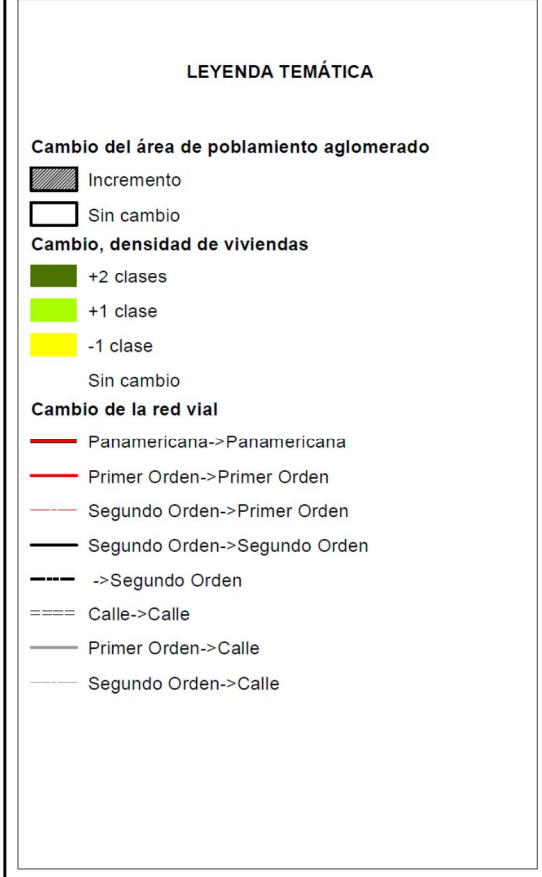 LEYENDA TEMÁTICA
Cambio del área de poblamiento aglomerado
Incremento
Sin cambio
Cambio, densidad de viviendas
+2 clases
+1 clase
-1 clase
Sin cambio
Cambio de la red vial
Panamericana->Panamericana
Primer Orden->Primer Orden
Segundo Orden->Primer Orden
Segundo Orden->Segundo Orden
->Segundo Orden
Calle->Calle
Primer Orden->Calle
Segundo Orden->Calle